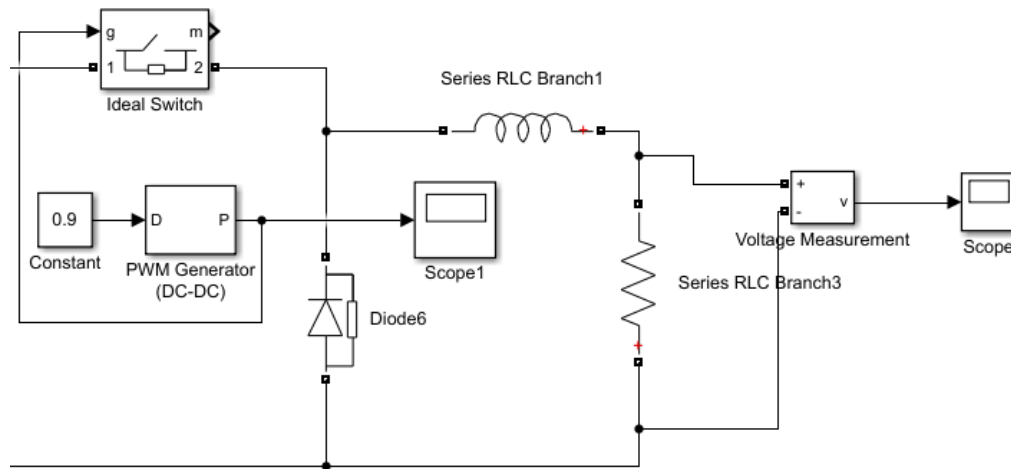 g
m
1
2
Ideal Switch
Series RLC Branch1
0.9
Constant
D
P
PWM Generator
(DC-DC)
Scope1
+
-
v
Voltage Measurement
Scope
Series RLC Branch3
Diode6
+
+